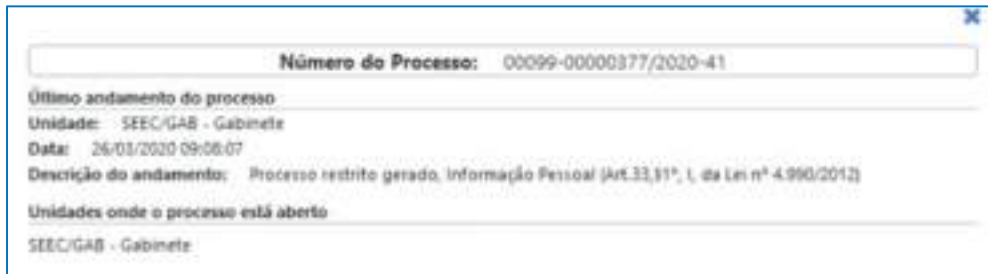 Número do Processo: 00099-00000377/2020-41
Último andamento do processo
Unidade: SEEC/GAB - Gabinete
Data: 26/03/2020 09:08:07
Descrição do andamento: Processo restrito gerado, Informação Pessoal (Art.33,§1º, I, da Lei nº 4.990/2012)
Unidades onde o processo está aberto
SEEC/GAB - Gabinete